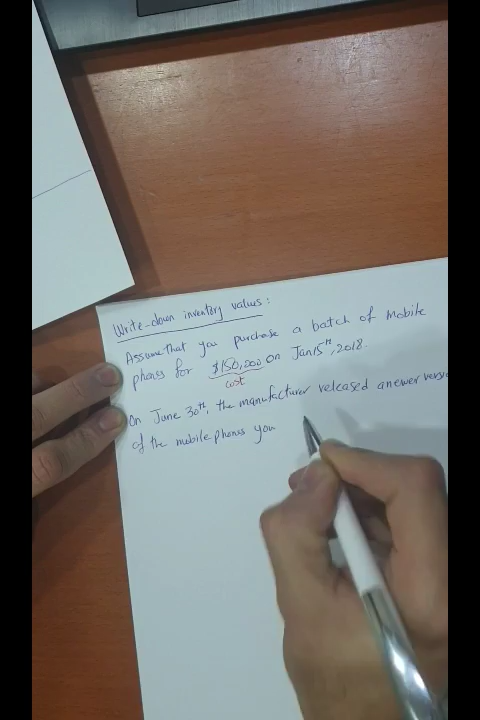 Write-down inventory values:
Assume that you purchase a batch of mobile
phones for $150,000 on Jan 15th, 2018.
cost
On June 30th, the manufacturer released a newer versi
of the mobile phones you